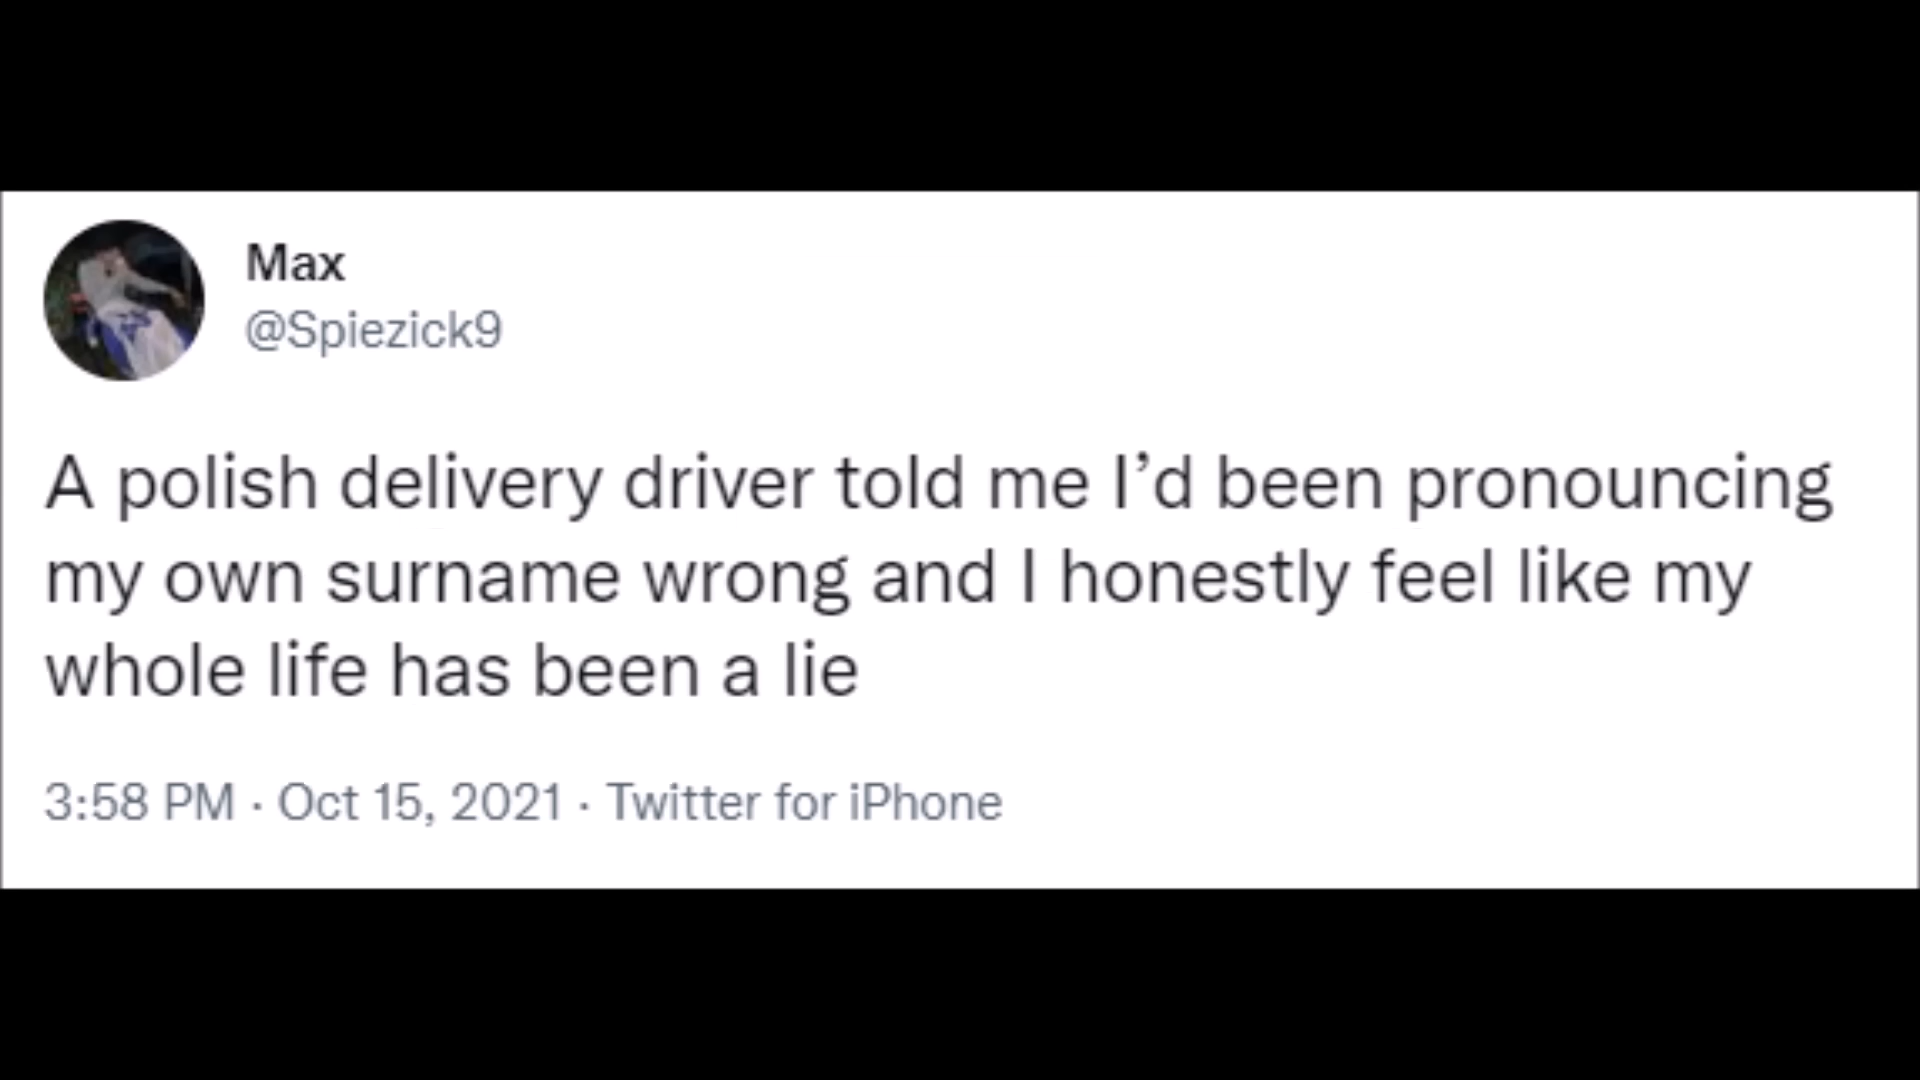 Max
@Spiezick9
A polish delivery driver told me I’d been pronouncing
my own surname wrong and I honestly feel like my
whole life has been a lie
3:58 PM · Oct 15, 2021 · Twitter for iPhone